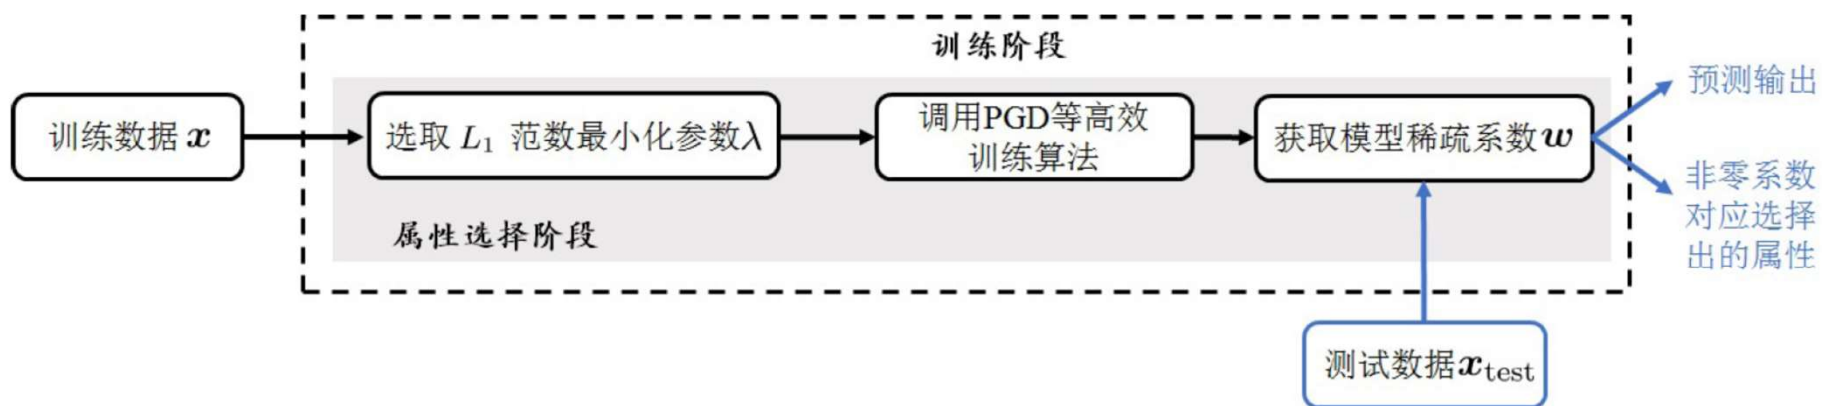 训练阶段
训练数据 x
选取 L₁ 范数最小化参数λ
调用PGD等高效
训练算法
获取模型稀疏系数w
预测输出
非零系数
对应选择
出的属性
属性选择阶段
测试数据x_test